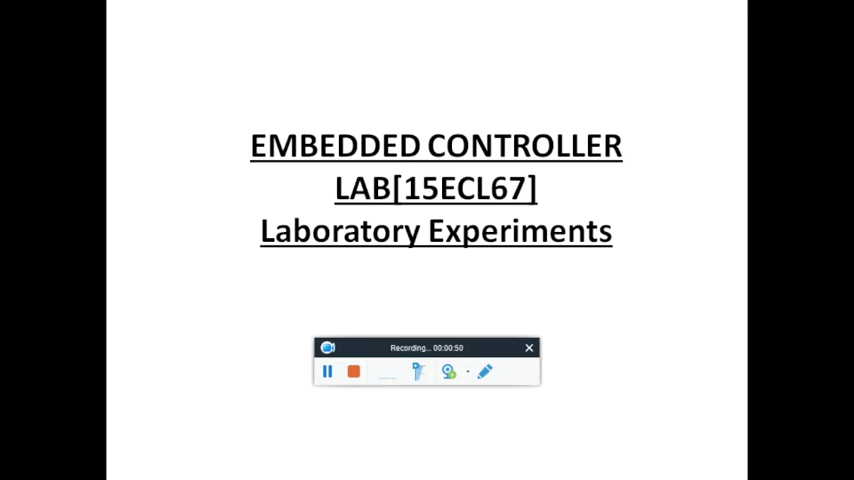 EMBEDDED CONTROLLER
LAB[15ECL67]
Laboratory Experiments
Recording... 00:00:50